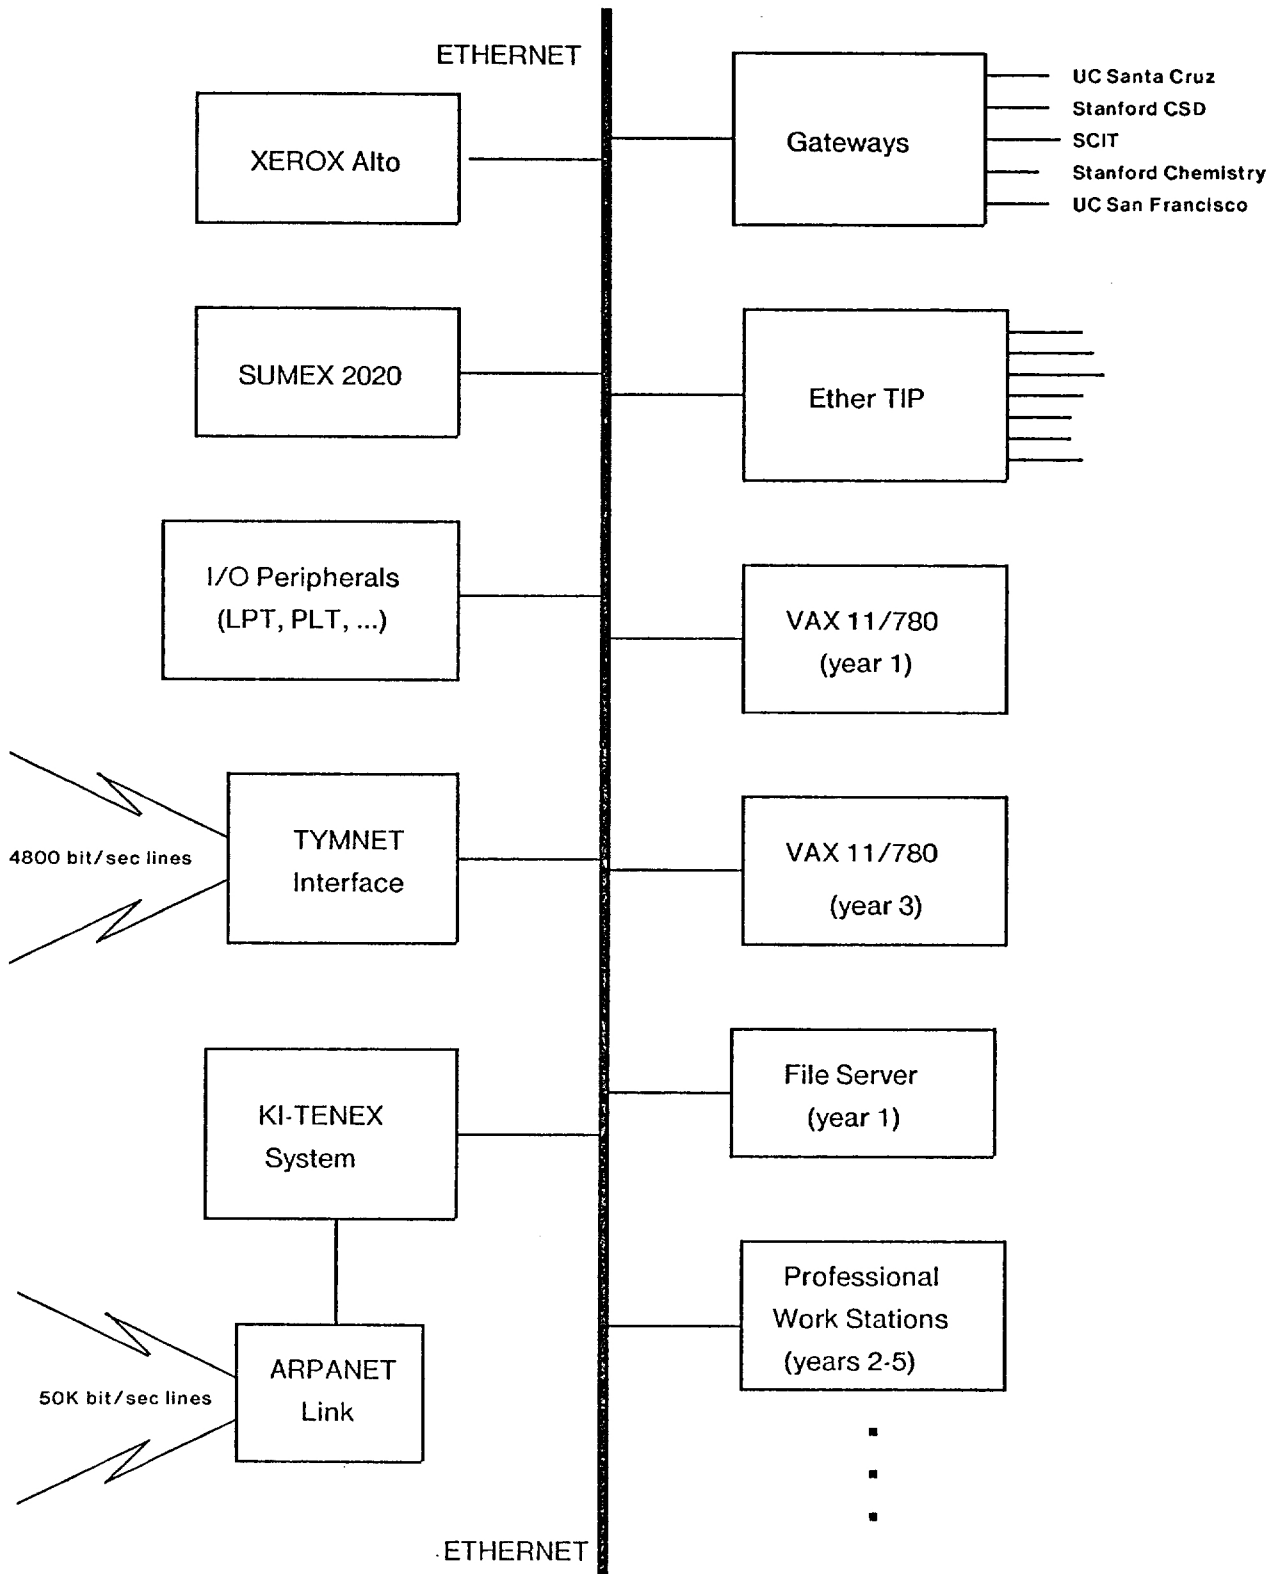 ETHERNET
XEROX Alto
Gateways
UC Santa Cruz
Stanford CSD
SCIT
Stanford Chemistry
UC San Francisco
SUMEX 2020
Ether TIP
I/O Peripherals
(LPT, PLT, ...)
VAX 11/780
(year 1)
4800 bit/sec lines
TYMNET
Interface
VAX 11/780
(year 3)
KI-TENEX
System
File Server
(year 1)
50K bit/sec lines
ARPANET
Link
Professional
Work Stations
(years 2-5)
ETHERNET